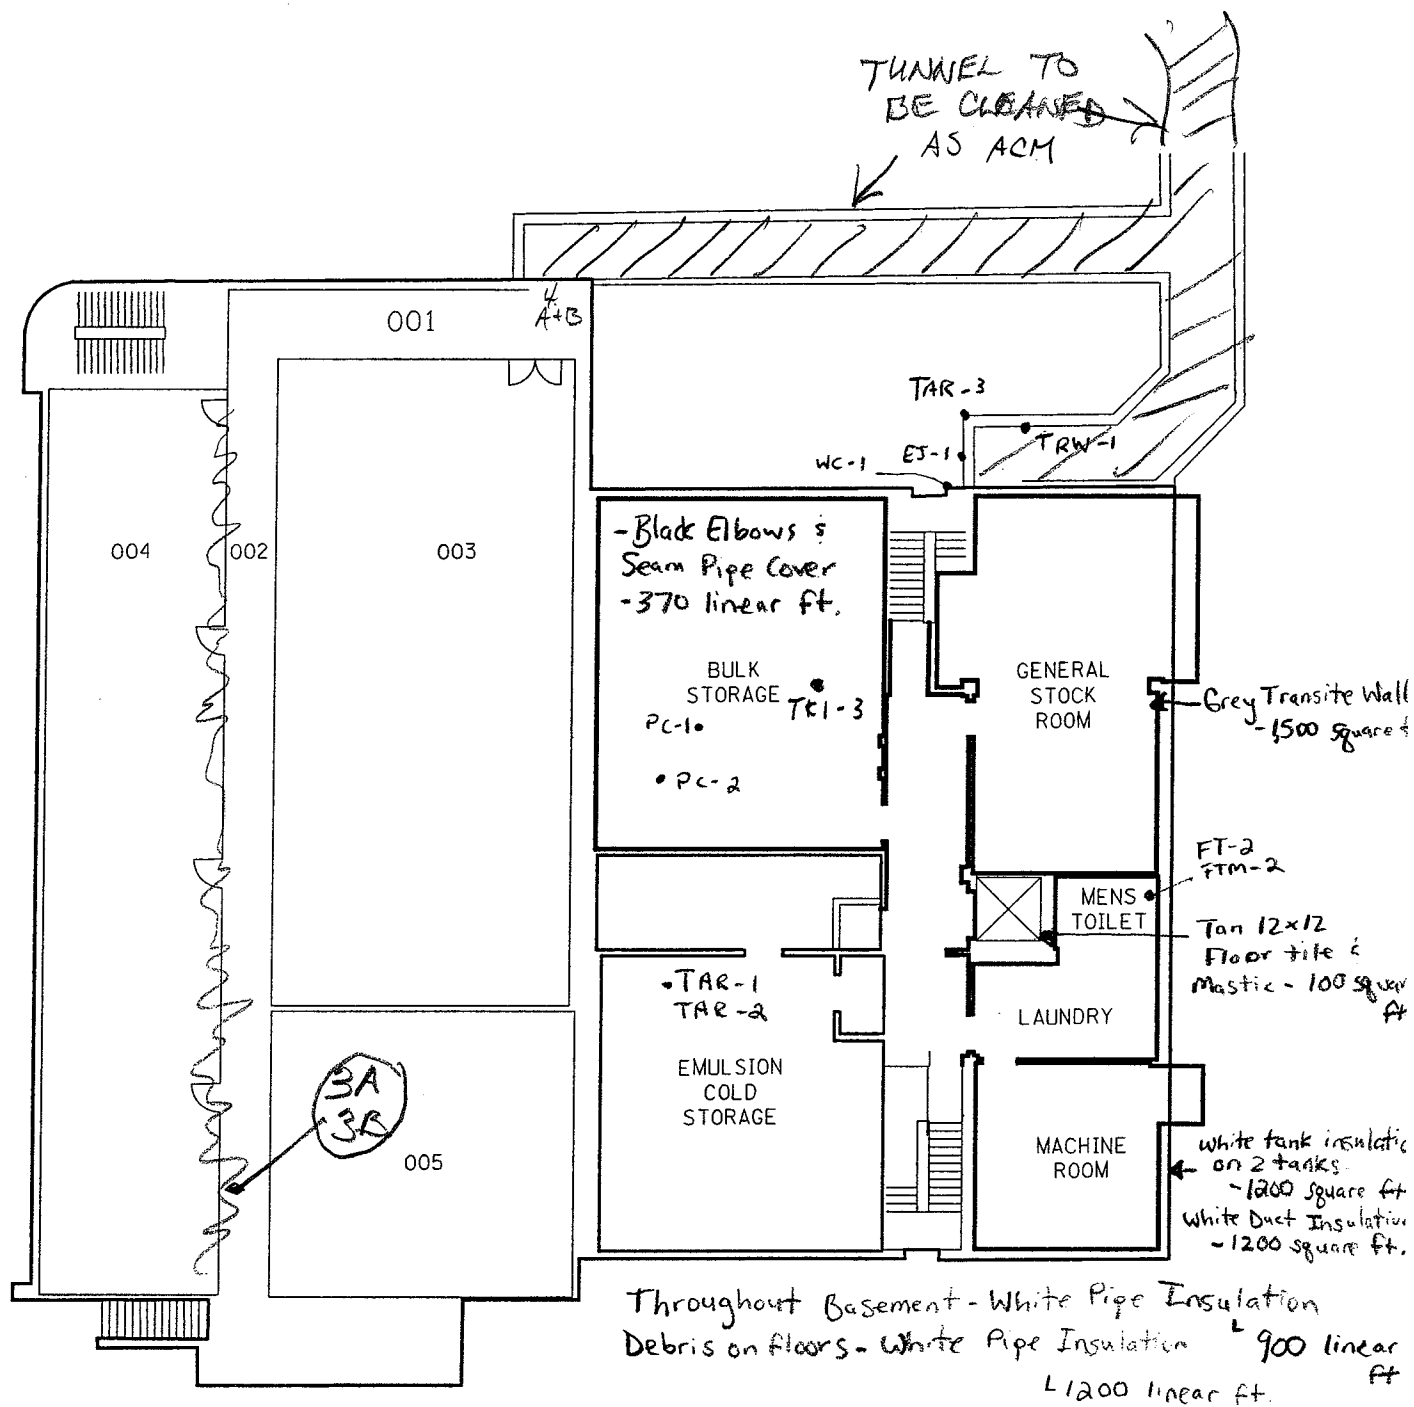 TUNNEL TO
BE CLEANED
AS ACM
4
A+B
001
TAR-3
TRW-1
EJ-1
WC-1
004
002
003
-Black Elbows &
Seam Pipe Cover
-370 linear ft.
BULK
STORAGE
TK1-3
PC-1
PC-2
GENERAL
STOCK
ROOM
Grey Transite Wall
-1,500 square
FT-2
FTM-2
MENS
TOILET
Tan 12x12
Floor tile &
Mastic - 100 squar
ft
TAR-1
TAR-2
LAUNDRY
EMULSION
COLD
STORAGE
3A
3B
005
MACHINE
ROOM
White tank insulatio
on 2 tanks
-1200 square ft
White Duct Insulation
-1200 square ft.
Throughout Basement - White Pipe Insulation
900 linear
ft
Debris on floors - White Pipe Insulation
1200 linear ft.